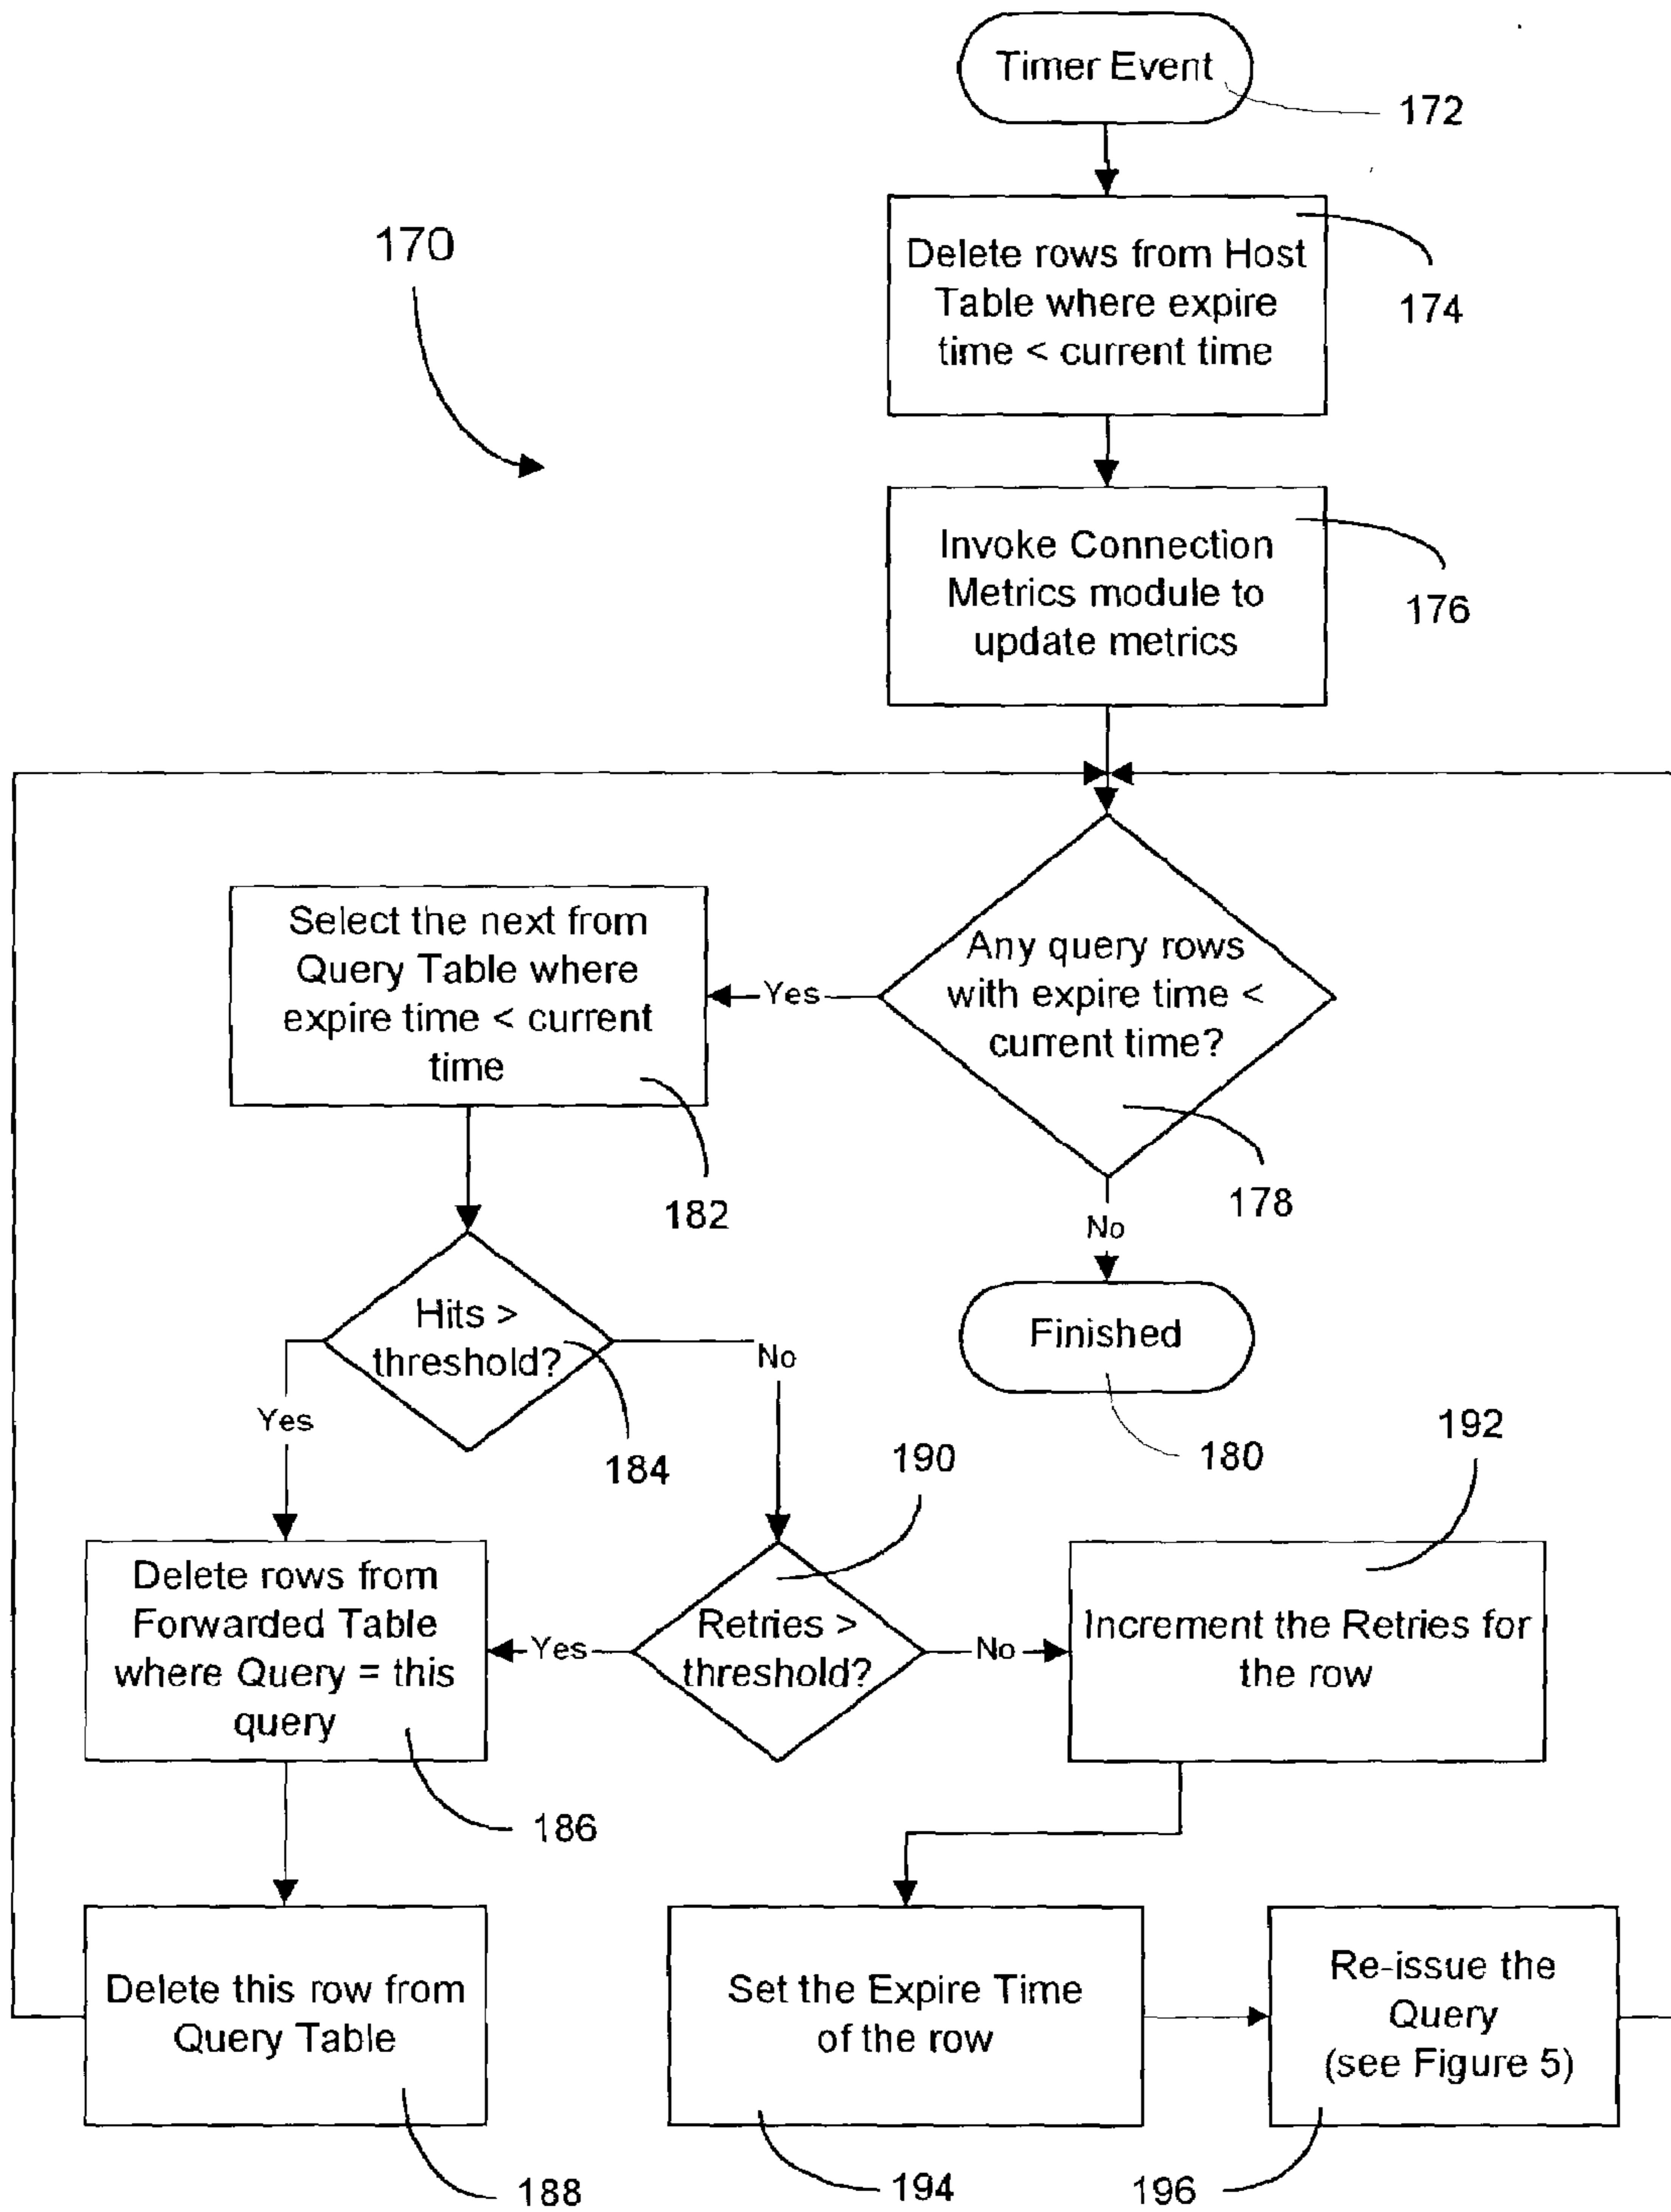 Timer Event
172
170
Delete rows from Host
Table where expire
time < current time
174
Invoke Connection
Metrics module to
update metrics
176
Select the next from
Query Table where
expire time < current
time
182
Yes
Any query rows
with expire time <
current time?
178
No
Finished
180
Hits >
threshold?
184
Yes
No
190
192
Delete rows from
Forwarded Table
where Query = this
query
186
Yes
Retries >
threshold?
No
Increment the Retries for
the row
Delete this row from
Query Table
188
Set the Expire Time
of the row
194
Re-issue the
Query
(see Figure 5)
196